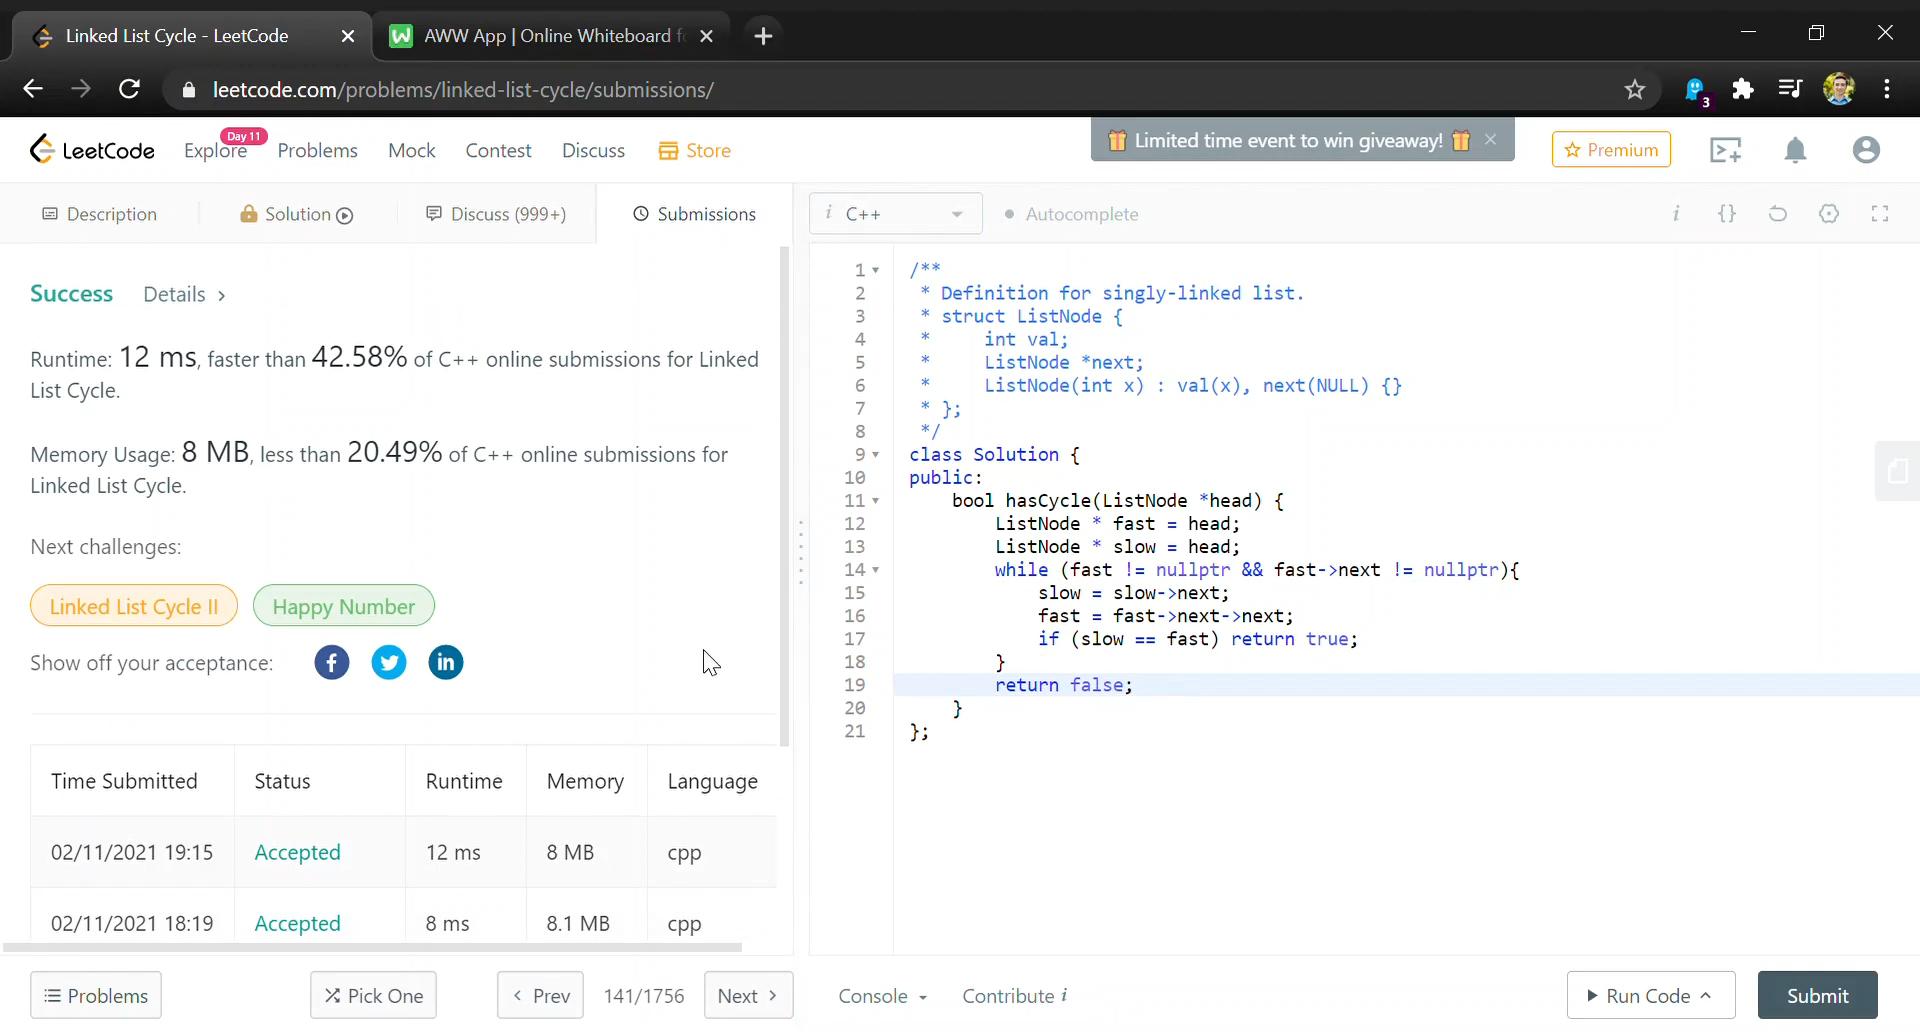 Linked List Cycle - LeetCode
AWW App | Online Whiteboard f
leetcode.com/problems/linked-list-cycle/submissions/
3
LeetCode
Explore
Day 11
Problems
Mock
Contest
Discuss
Store
Limited time event to win giveaway!
Premium
Description
Solution
Discuss (999+)
Submissions
i C++
Autocomplete
i
{}
Success
Details
Runtime: 12 ms, faster than 42.58% of C++ online submissions for Linked
List Cycle.
Memory Usage: 8 MB, less than 20.49% of C++ online submissions for
Linked List Cycle.
Next challenges:
Linked List Cycle II
Happy Number
Show off your acceptance:
f
in
Time Submitted Status Runtime Memory Language
02/11/2021 19:15 Accepted 12 ms 8 MB cpp
02/11/2021 18:19 Accepted 8 ms 8.1 MB cpp
1 /**
2 * Definition for singly-linked list.
3 * struct ListNode {
4 *     int val;
5 *     ListNode *next;
6 *     ListNode(int x) : val(x), next(NULL) {}
7 * };
8 */
9 class Solution {
10 public:
11     bool hasCycle(ListNode *head) {
12         ListNode * fast = head;
13         ListNode * slow = head;
14         while (fast != nullptr && fast->next != nullptr){
15             slow = slow->next;
16             fast = fast->next->next;
17             if (slow == fast) return true;
18         }
19         return false;
20     }
21 };
Problems
Pick One
< Prev
141/1756
Next >
Console
Contribute i
Run Code
Submit